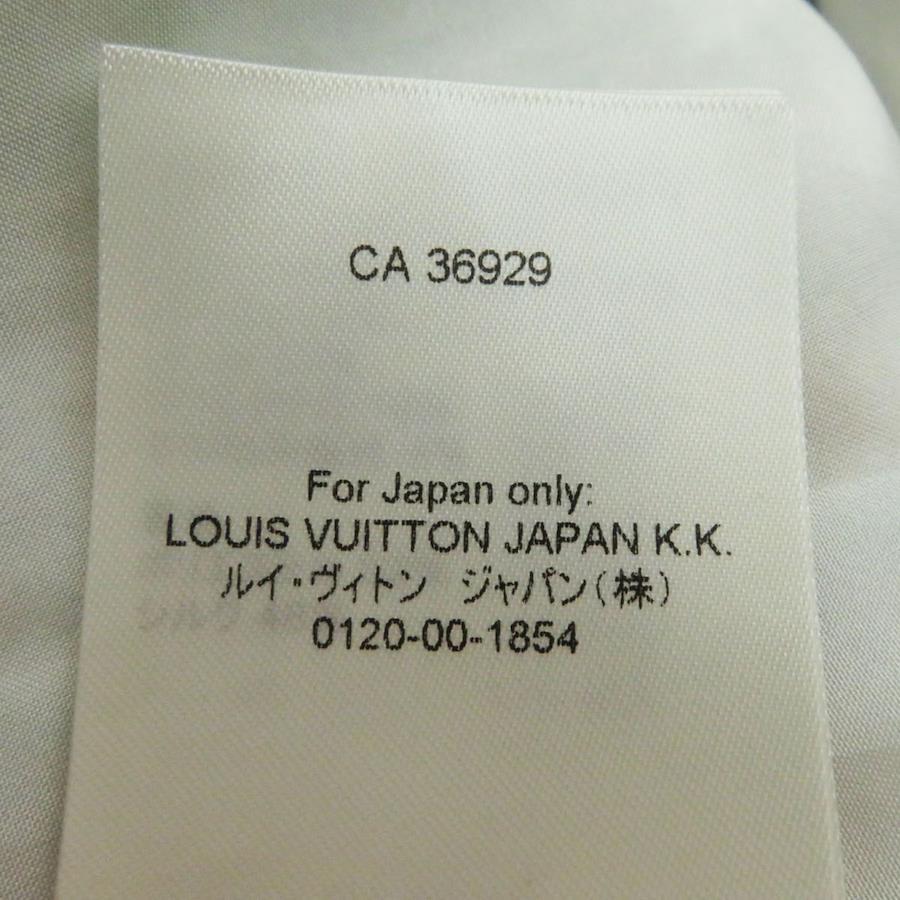 CA 36929
For Japan only:
LOUIS VUITTON JAPAN K.K.
ルイ・ヴィトン　ジャパン(株)
0120-00-1854